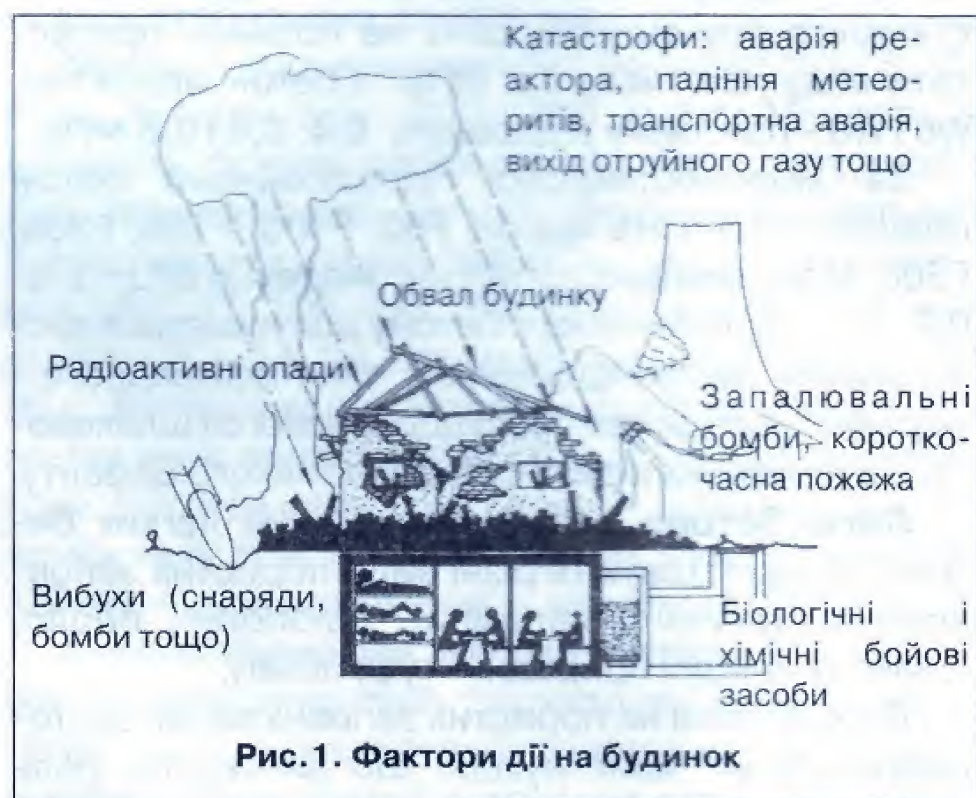 Катастрофи: аварія ре-
актора, падіння метео-
ритів, транспортна аварія,
вихід отруйного газу тощо
Обвал будинку
Радіоактивні опади
Запалювальні
бомби, коротко-
часна пожежа
Вибухи (снаряди,
бомби тощо)
Біологічні і
хімічні бойові
засоби
Рис.1. Фактори дії на будинок